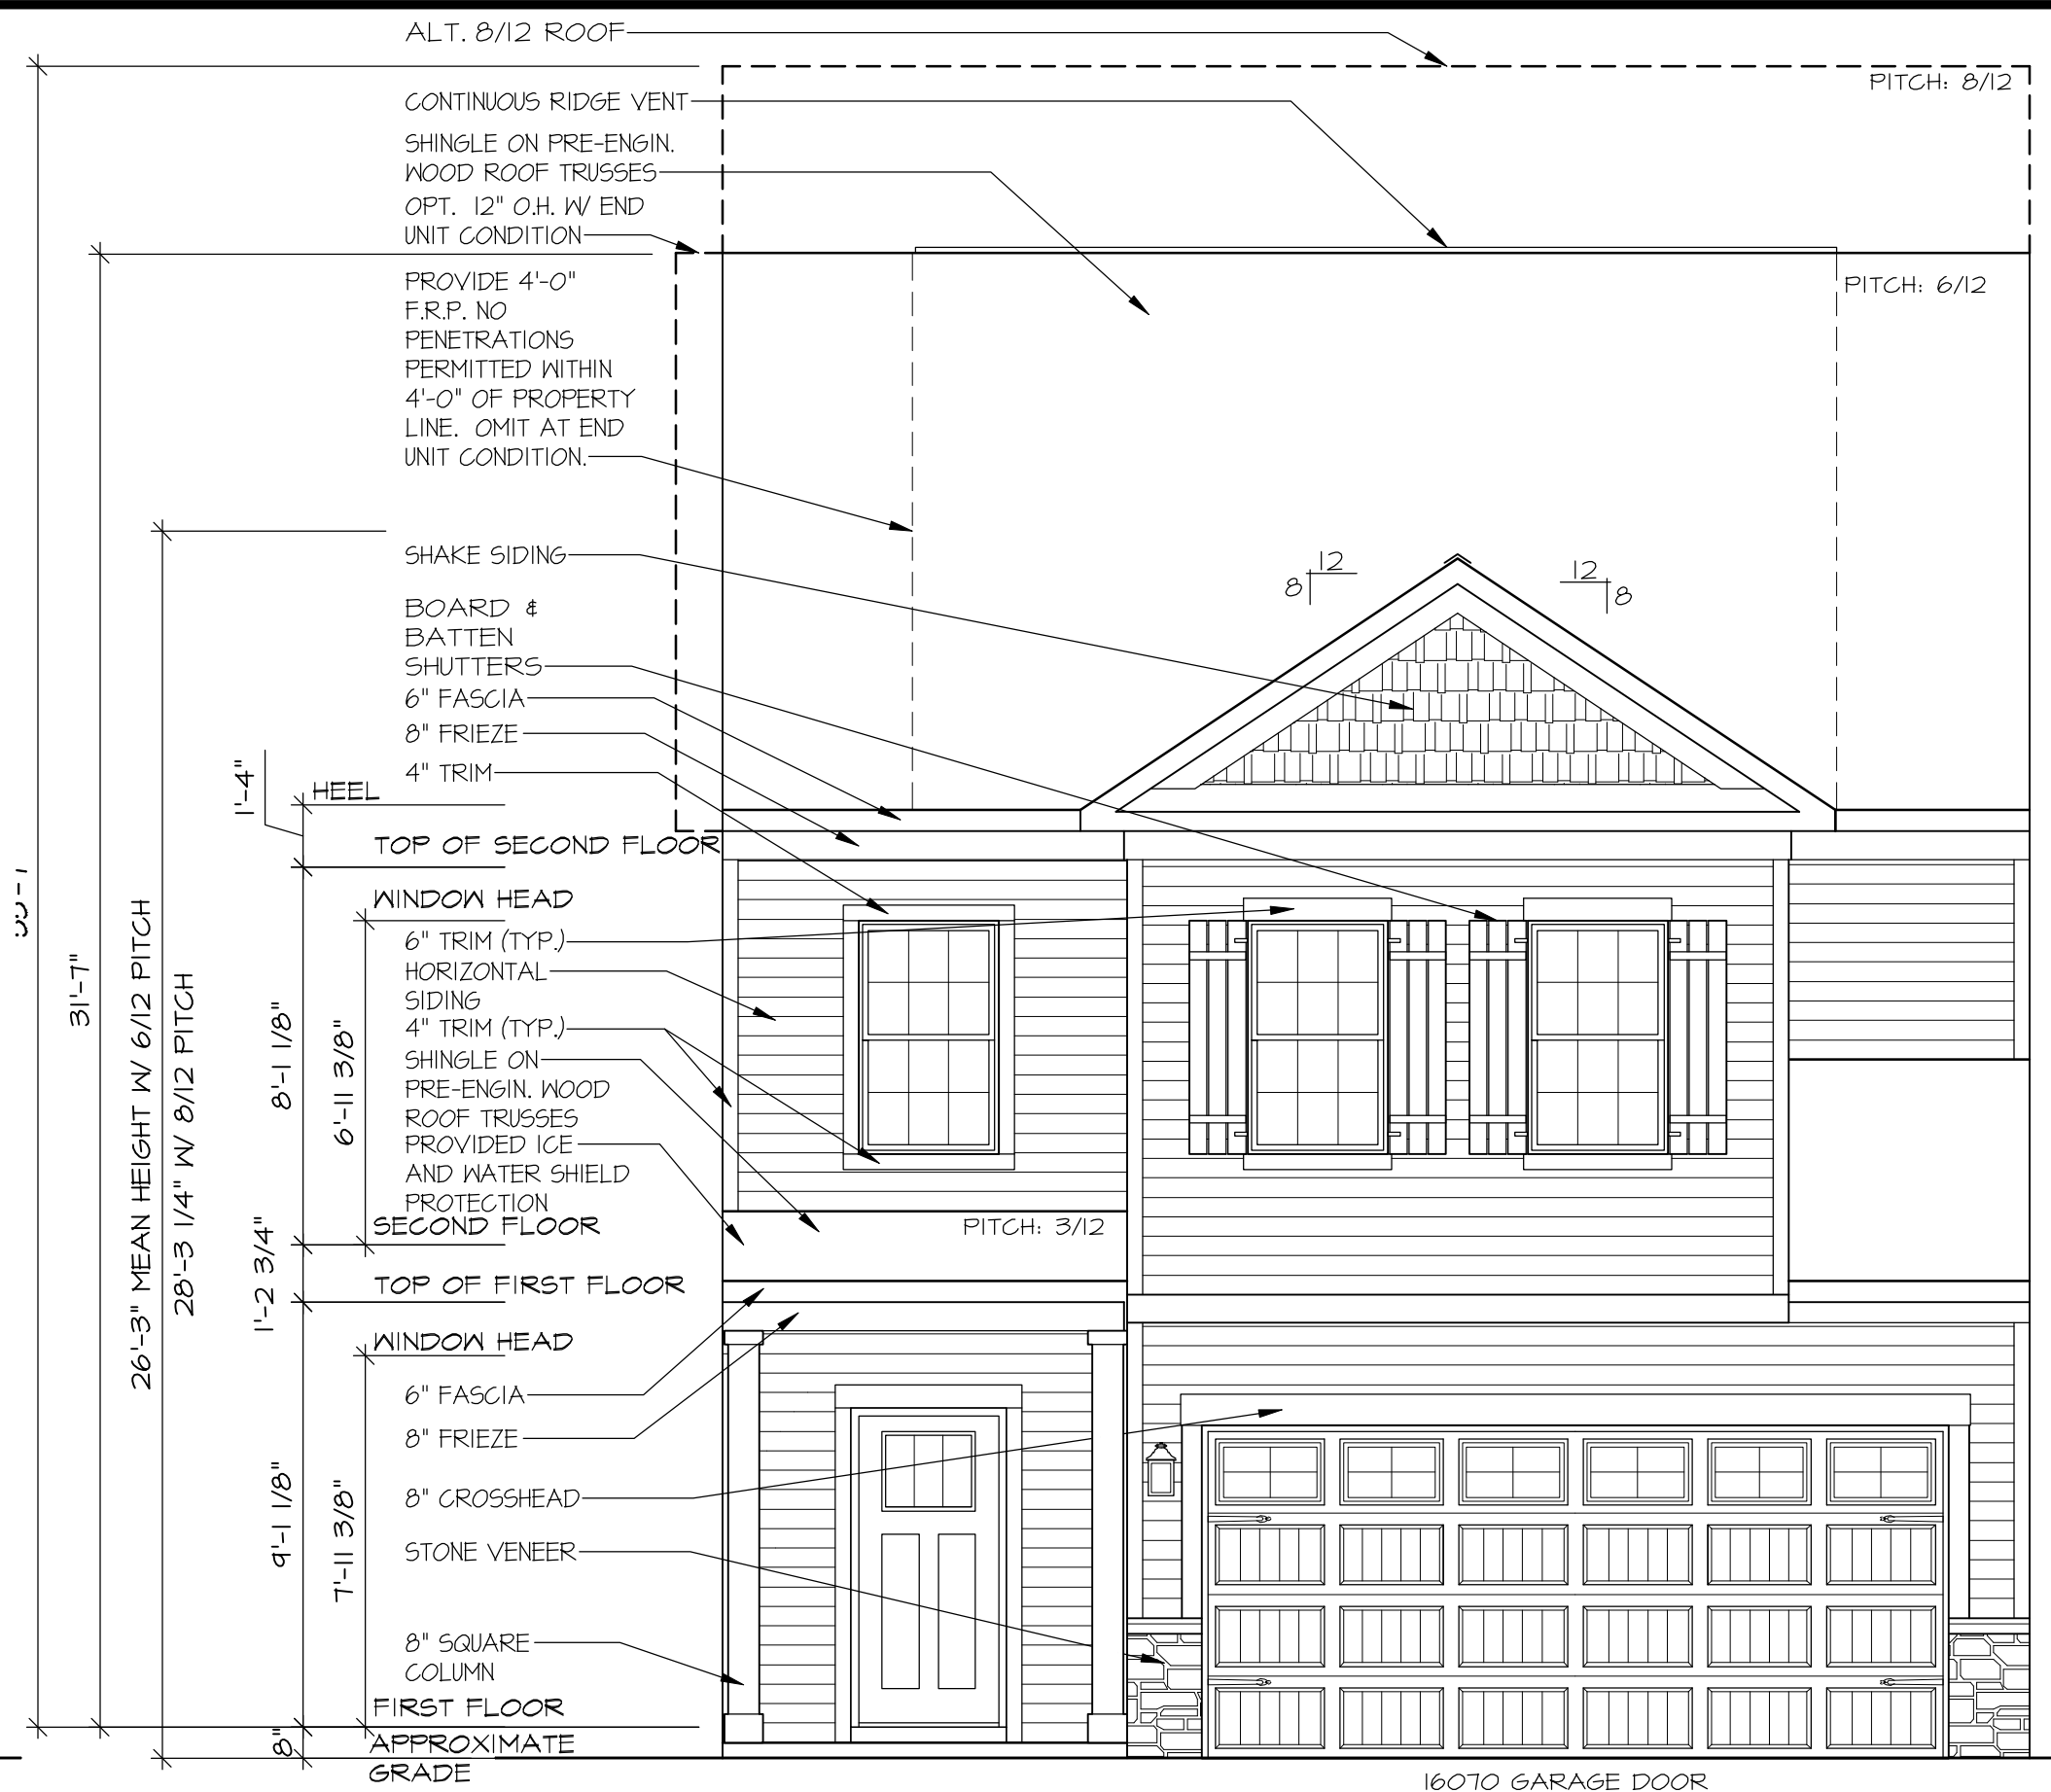 ALT. 8/12 ROOF
PITCH: 8/12
CONTINUOUS RIDGE VENT
SHINGLE ON PRE-ENGIN.
WOOD ROOF TRUSSES
OPT. 12" O.H. W/ END
UNIT CONDITION
PITCH: 6/12
PROVIDE 4'-0"
F.R.P. NO
PENETRATIONS
PERMITTED WITHIN
4'-0" OF PROPERTY
LINE. OMIT AT END
UNIT CONDITION.
SHAKE SIDING
12
8
12
8
BOARD &
BATTEN
SHUTTERS
6" FASCIA
8" FRIEZE
4" TRIM
1'-4"
HEEL
TOP OF SECOND FLOOR
WINDOW HEAD
6" TRIM (TYP.)
HORIZONTAL
SIDING
4" TRIM (TYP.)
SHINGLE ON
PRE-ENGIN. WOOD
ROOF TRUSSES
PROVIDED ICE
AND WATER SHIELD
PROTECTION
SECOND FLOOR
PITCH: 3/12
31'-7"
26'-3" MEAN HEIGHT W/ 6/12 PITCH
28'-3 1/4" W/ 8/12 PITCH
8'-1 1/8"
6'-11 3/8"
1'-2 3/4"
TOP OF FIRST FLOOR
WINDOW HEAD
6" FASCIA
8" FRIEZE
8" CROSSHEAD
STONE VENEER
9'-1 1/8"
7'-11 3/8"
8" SQUARE
COLUMN
FIRST FLOOR
8"
APPROXIMATE
GRADE
16070 GARAGE DOOR